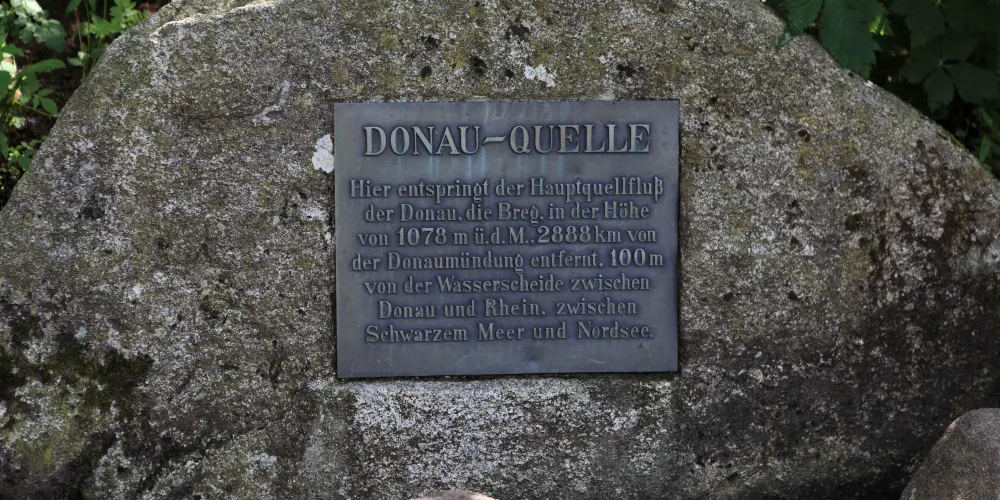 DONAU-QUELLE
Hier entspringt der Hauptquellfluß
der Donau, die Breg, in der Höhe
von 1078 m ü.d.M., 2888 km von
der Donaumündung entfernt, 100 m
von der Wasserscheide zwischen
Donau und Rhein, zwischen
Schwarzem Meer und Nordsee.